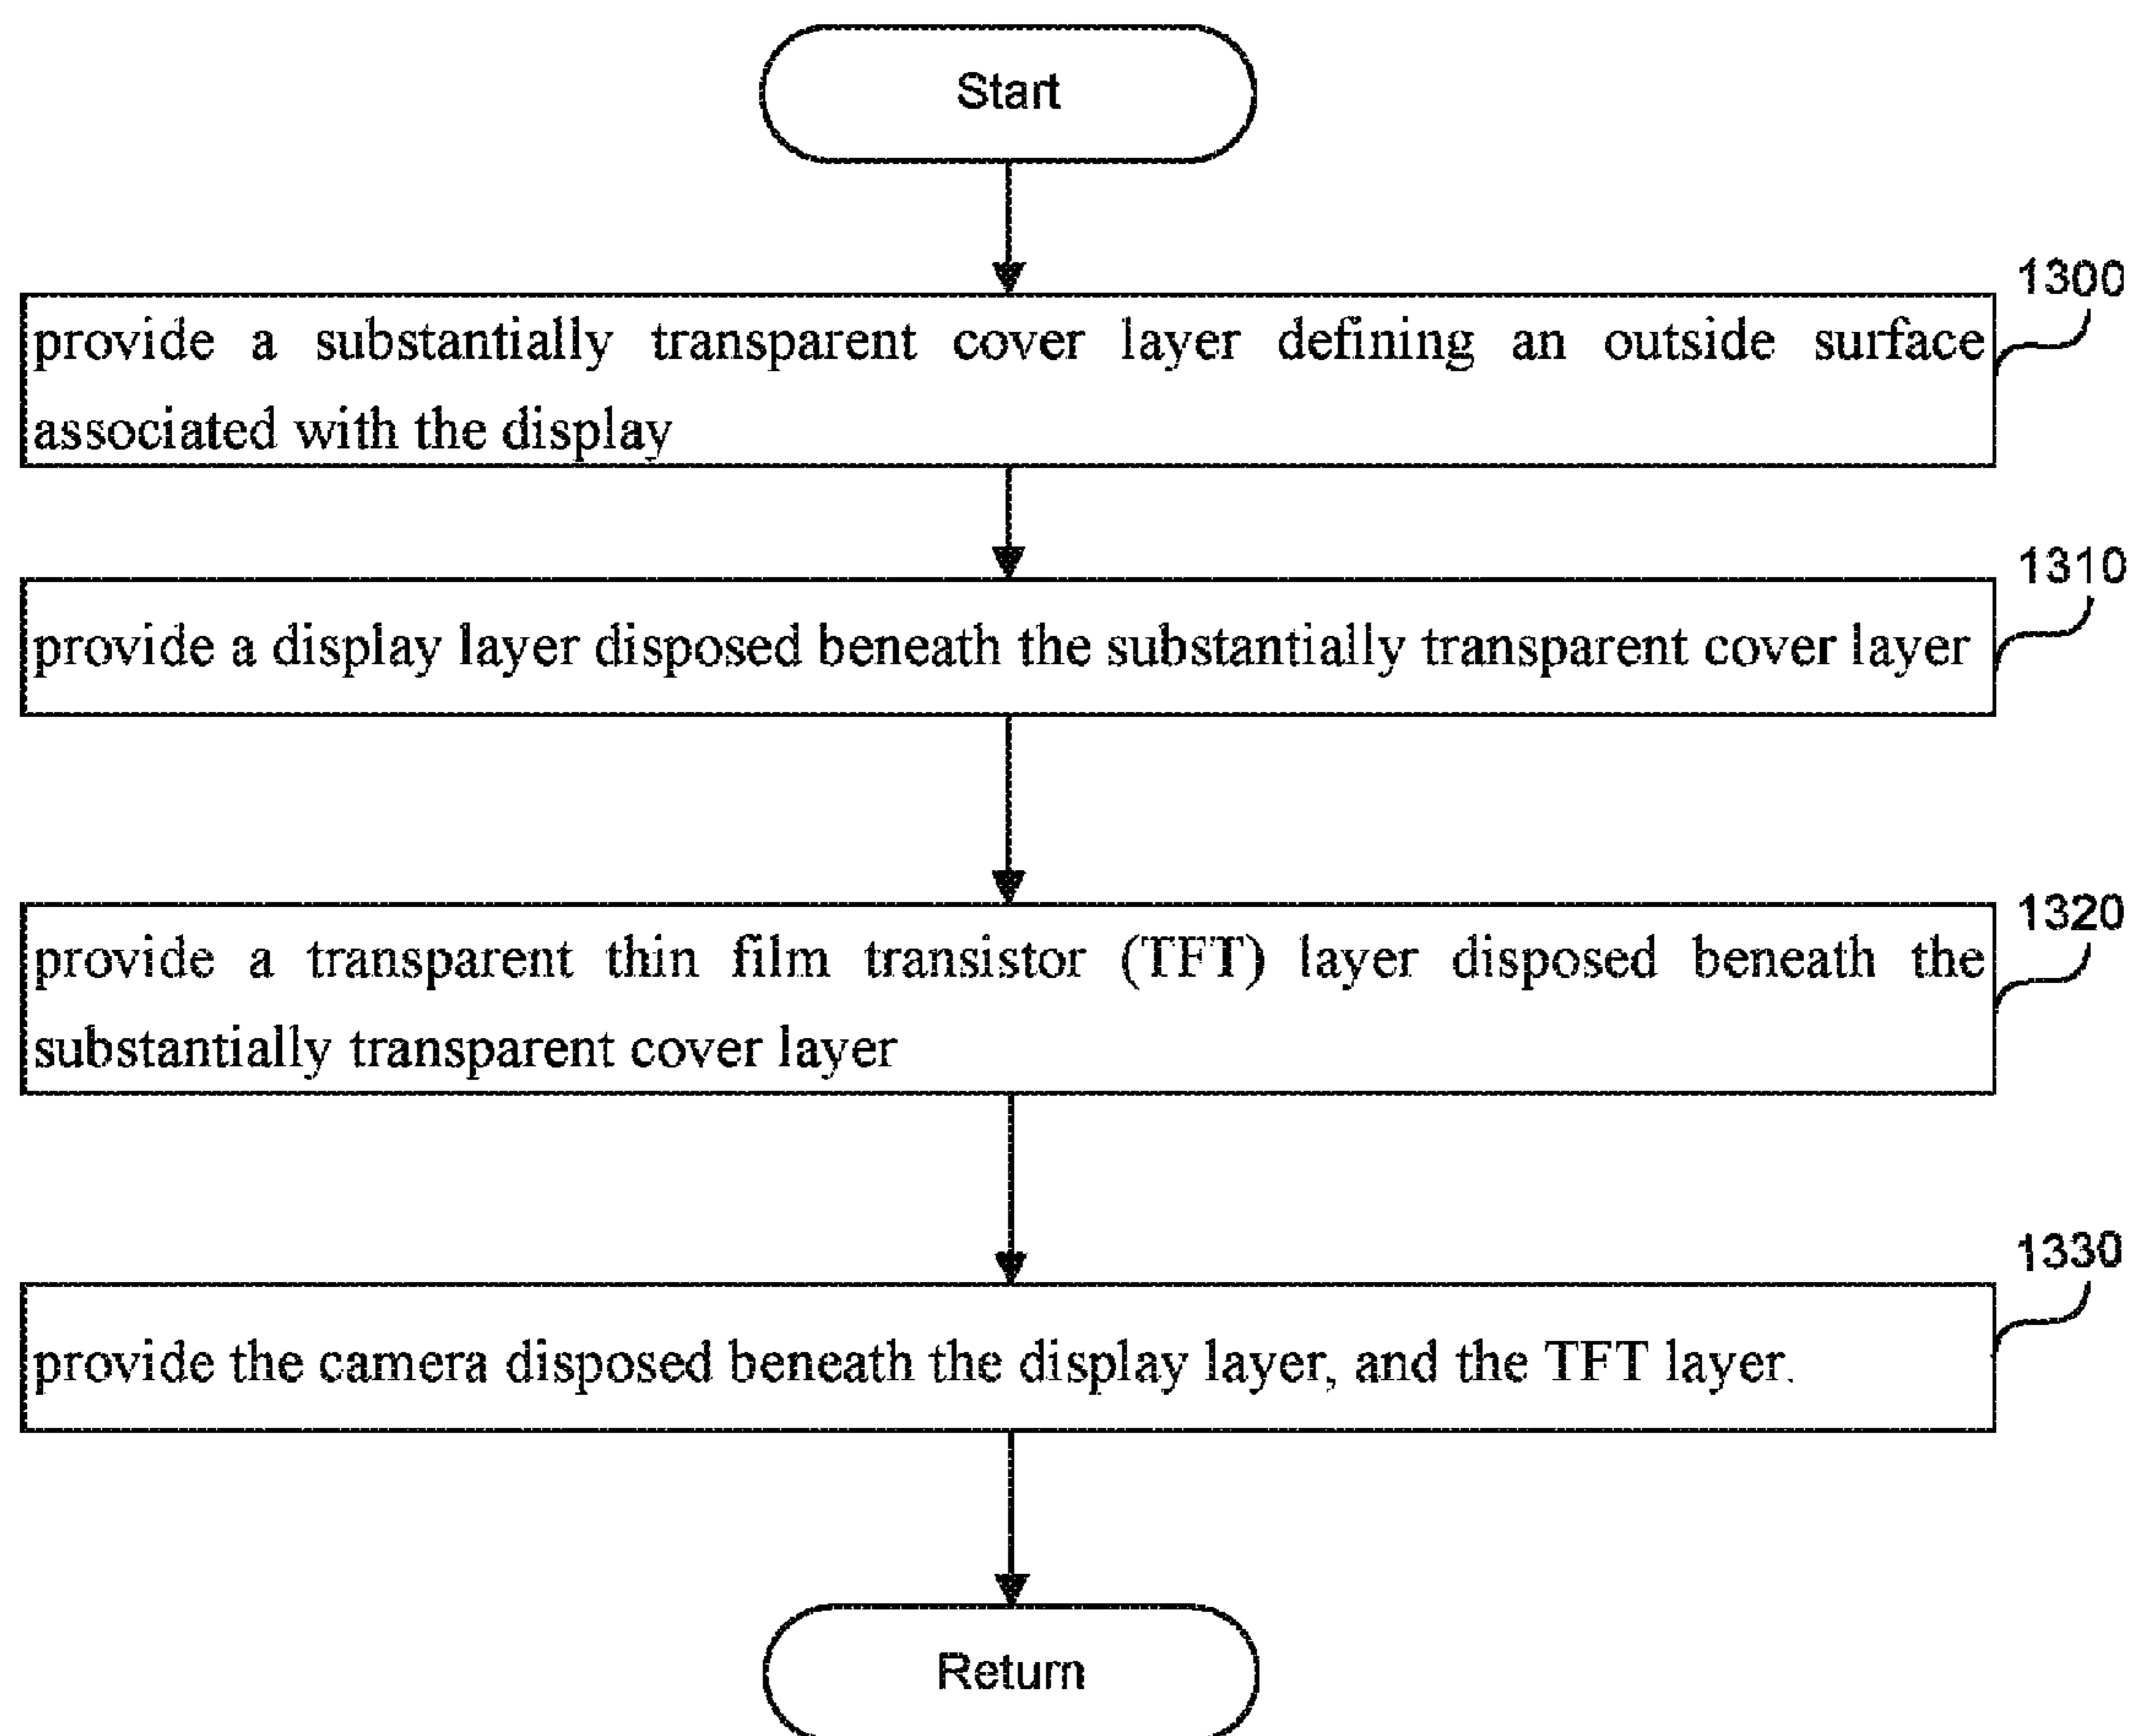 Start
1300
provide a substantially transparent cover layer defining an outside surface
associated with the display
1310
provide a display layer disposed beneath the substantially transparent cover layer
1320
provide a transparent thin film transistor (TFT) layer disposed beneath the
substantially transparent cover layer
1330
provide the camera disposed beneath the display layer, and the TFT layer.
Return